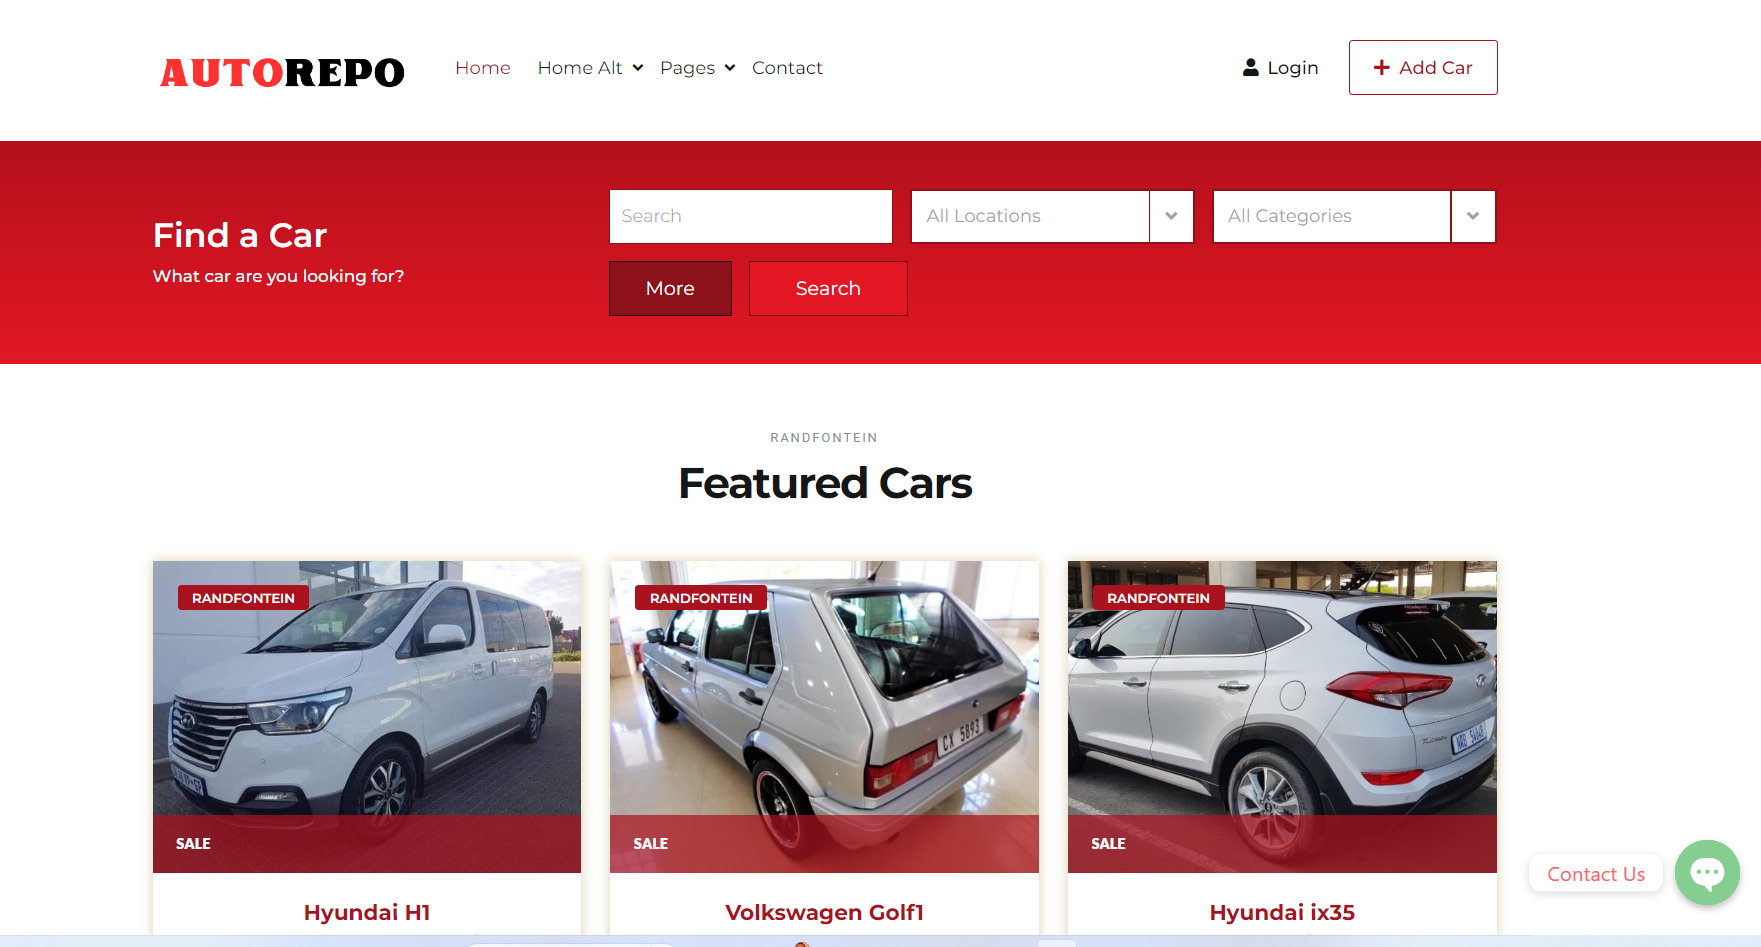 AUTOREPO
Home
Home Alt
Pages
Contact
Login
Add Car
Find a Car
What car are you looking for?
Search
All Locations
All Categories
More
Search
RANDFONTEIN
Featured Cars
RANDFONTEIN
RANDFONTEIN
CX 5893
RANDFONTEIN
SALE
SALE
SALE
Hyundai H1
Volkswagen Golf1
Hyundai ix35
Contact Us